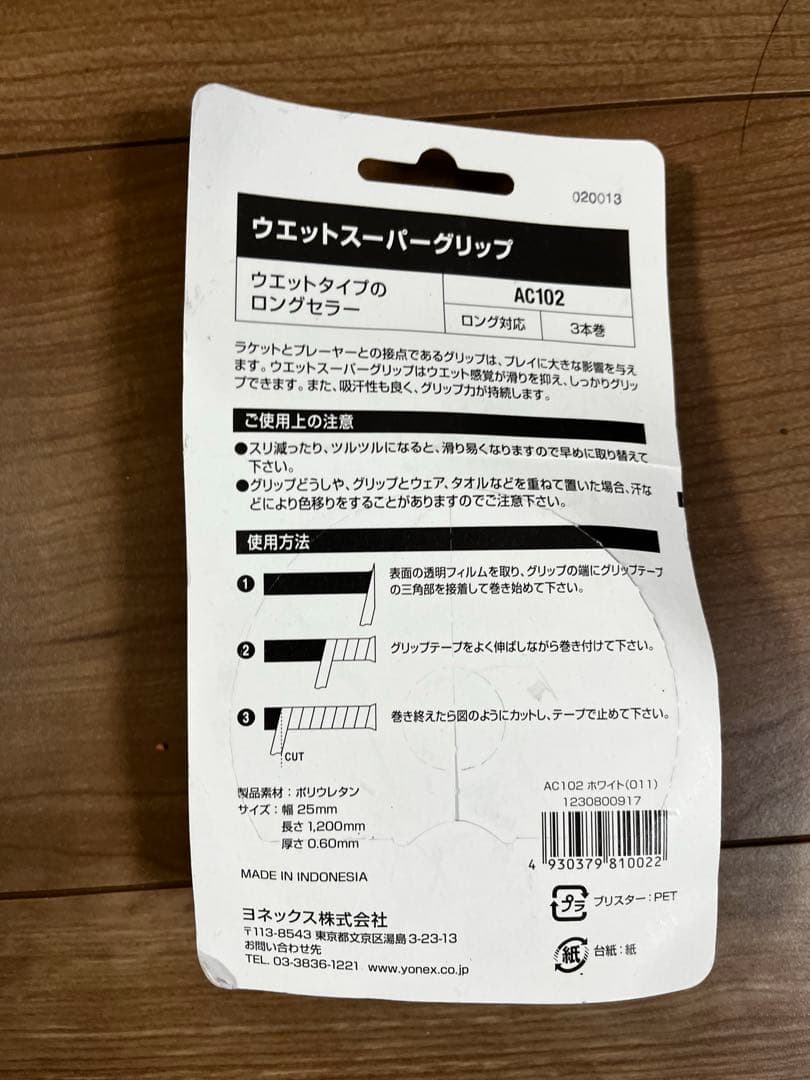 020013
ウエットスーパーグリップ
ウエットタイプの
ロングセラー
AC102
ロング対応
3本巻
ラケットとプレーヤーとの接点であるグリップは、プレイに大きな影響を与え
ます。ウエットスーパーグリップはウエット感覚が滑りを抑え、しっかりグリッ
プできます。また、吸汗性も良く、グリップ力が持続します。
ご使用上の注意
●スリ減ったり、ツルツルになると、滑り易くなりますので早めに取り替えて
下さい。
●グリップどうしや、グリップとウェア、タオルなどを重ねて置いた場合、汗な
どにより色移りをすることがありますのでご注意下さい。
使用方法
1
表面の透明フィルムを取り、グリップの端にグリップテープ
の三角部を接着して巻き始めて下さい。
2
グリップテープをよく伸ばしながら巻き付けて下さい。
3
巻き終えたら図のようにカットし、テープで止めて下さい。
CUT
製品素材：ポリウレタン
サイズ：幅 25mm
長さ 1,200mm
厚さ 0.60mm
MADE IN INDONESIA
AC102 ホワイト(011)
1230800917
4 930379 810022
ヨネックス株式会社
〒113-8543 東京都文京区湯島3-23-13
お問い合わせ先
TEL. 03-3836-1221 www.yonex.co.jp
プラ
ブリスター：PET
紙
台紙：紙